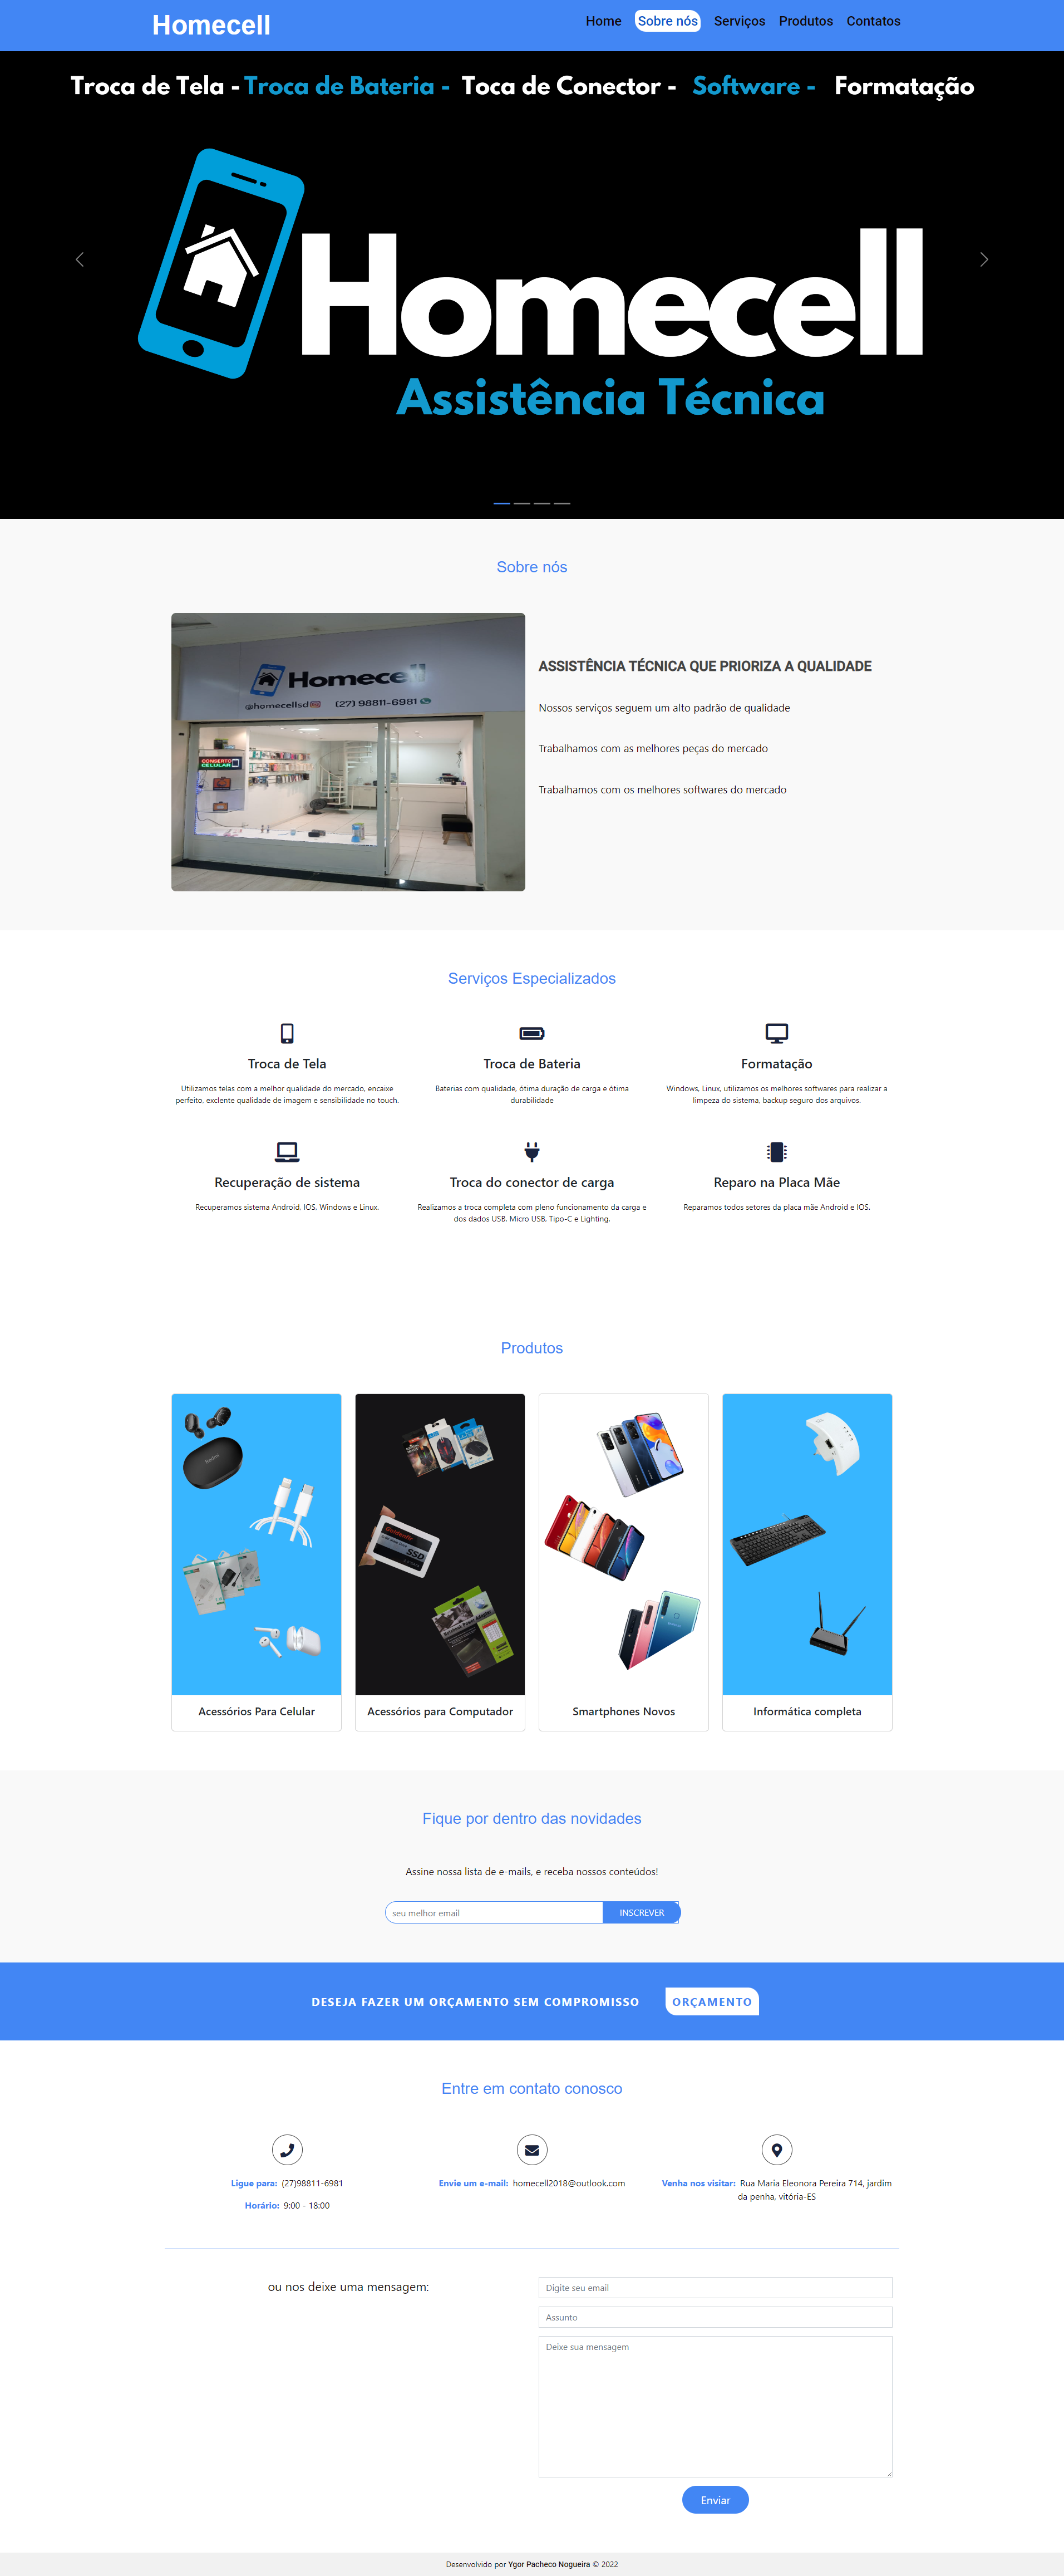 Homecell
Home Sobre nós Serviços Produtos Contatos
Troca de Tela - Troca de Bateria - Toca de Conector - Software - Formatação
Homecell
Assistência Técnica
Sobre nós
Homecell
@homecellsd (27) 98811-6981
CONSERTO
CELULAR
ASSISTÊNCIA TÉCNICA QUE PRIORIZA A QUALIDADE
Nossos serviços seguem um alto padrão de qualidade
Trabalhamos com as melhores peças do mercado
Trabalhamos com os melhores softwares do mercado
Serviços Especializados
Troca de Tela
Utilizamos telas com a melhor qualidade do mercado, encaixe
perfeito, exclente qualidade de imagem e sensibilidade no touch.
Troca de Bateria
Baterias com qualidade, ótima duração de carga e ótima
durabilidade
Formatação
Windows, Linux, utilizamos os melhores softwares para realizar a
limpeza do sistema, backup seguro dos arquivos.
Recuperação de sistema
Recuperamos sistema Android, IOS, Windows e Linux.
Troca do conector de carga
Realizamos a troca completa com pleno funcionamento da carga e
dos dados USB, Micro USB, Tipo-C e Lighting.
Reparo na Placa Mãe
Reparamos todos setores da placa mãe Android e IOS.
Produtos
Redmi
SSD
Acessórios Para Celular
Acessórios para Computador
Smartphones Novos
Informática completa
Fique por dentro das novidades
Assine nossa lista de e-mails, e receba nossos conteúdos!
seu melhor email INSCREVER
DESEJA FAZER UM ORÇAMENTO SEM COMPROMISSO ORÇAMENTO
Entre em contato conosco
Ligue para: (27)98811-6981
Horário: 9:00 - 18:00
Envie um e-mail: homecell2018@outlook.com
Venha nos visitar: Rua Maria Eleonora Pereira 714, jardim
da penha, vitória-ES
ou nos deixe uma mensagem:
Digite seu email
Assunto
Deixe sua mensagem
Enviar
Desenvolvido por Ygor Pacheco Nogueira © 2022